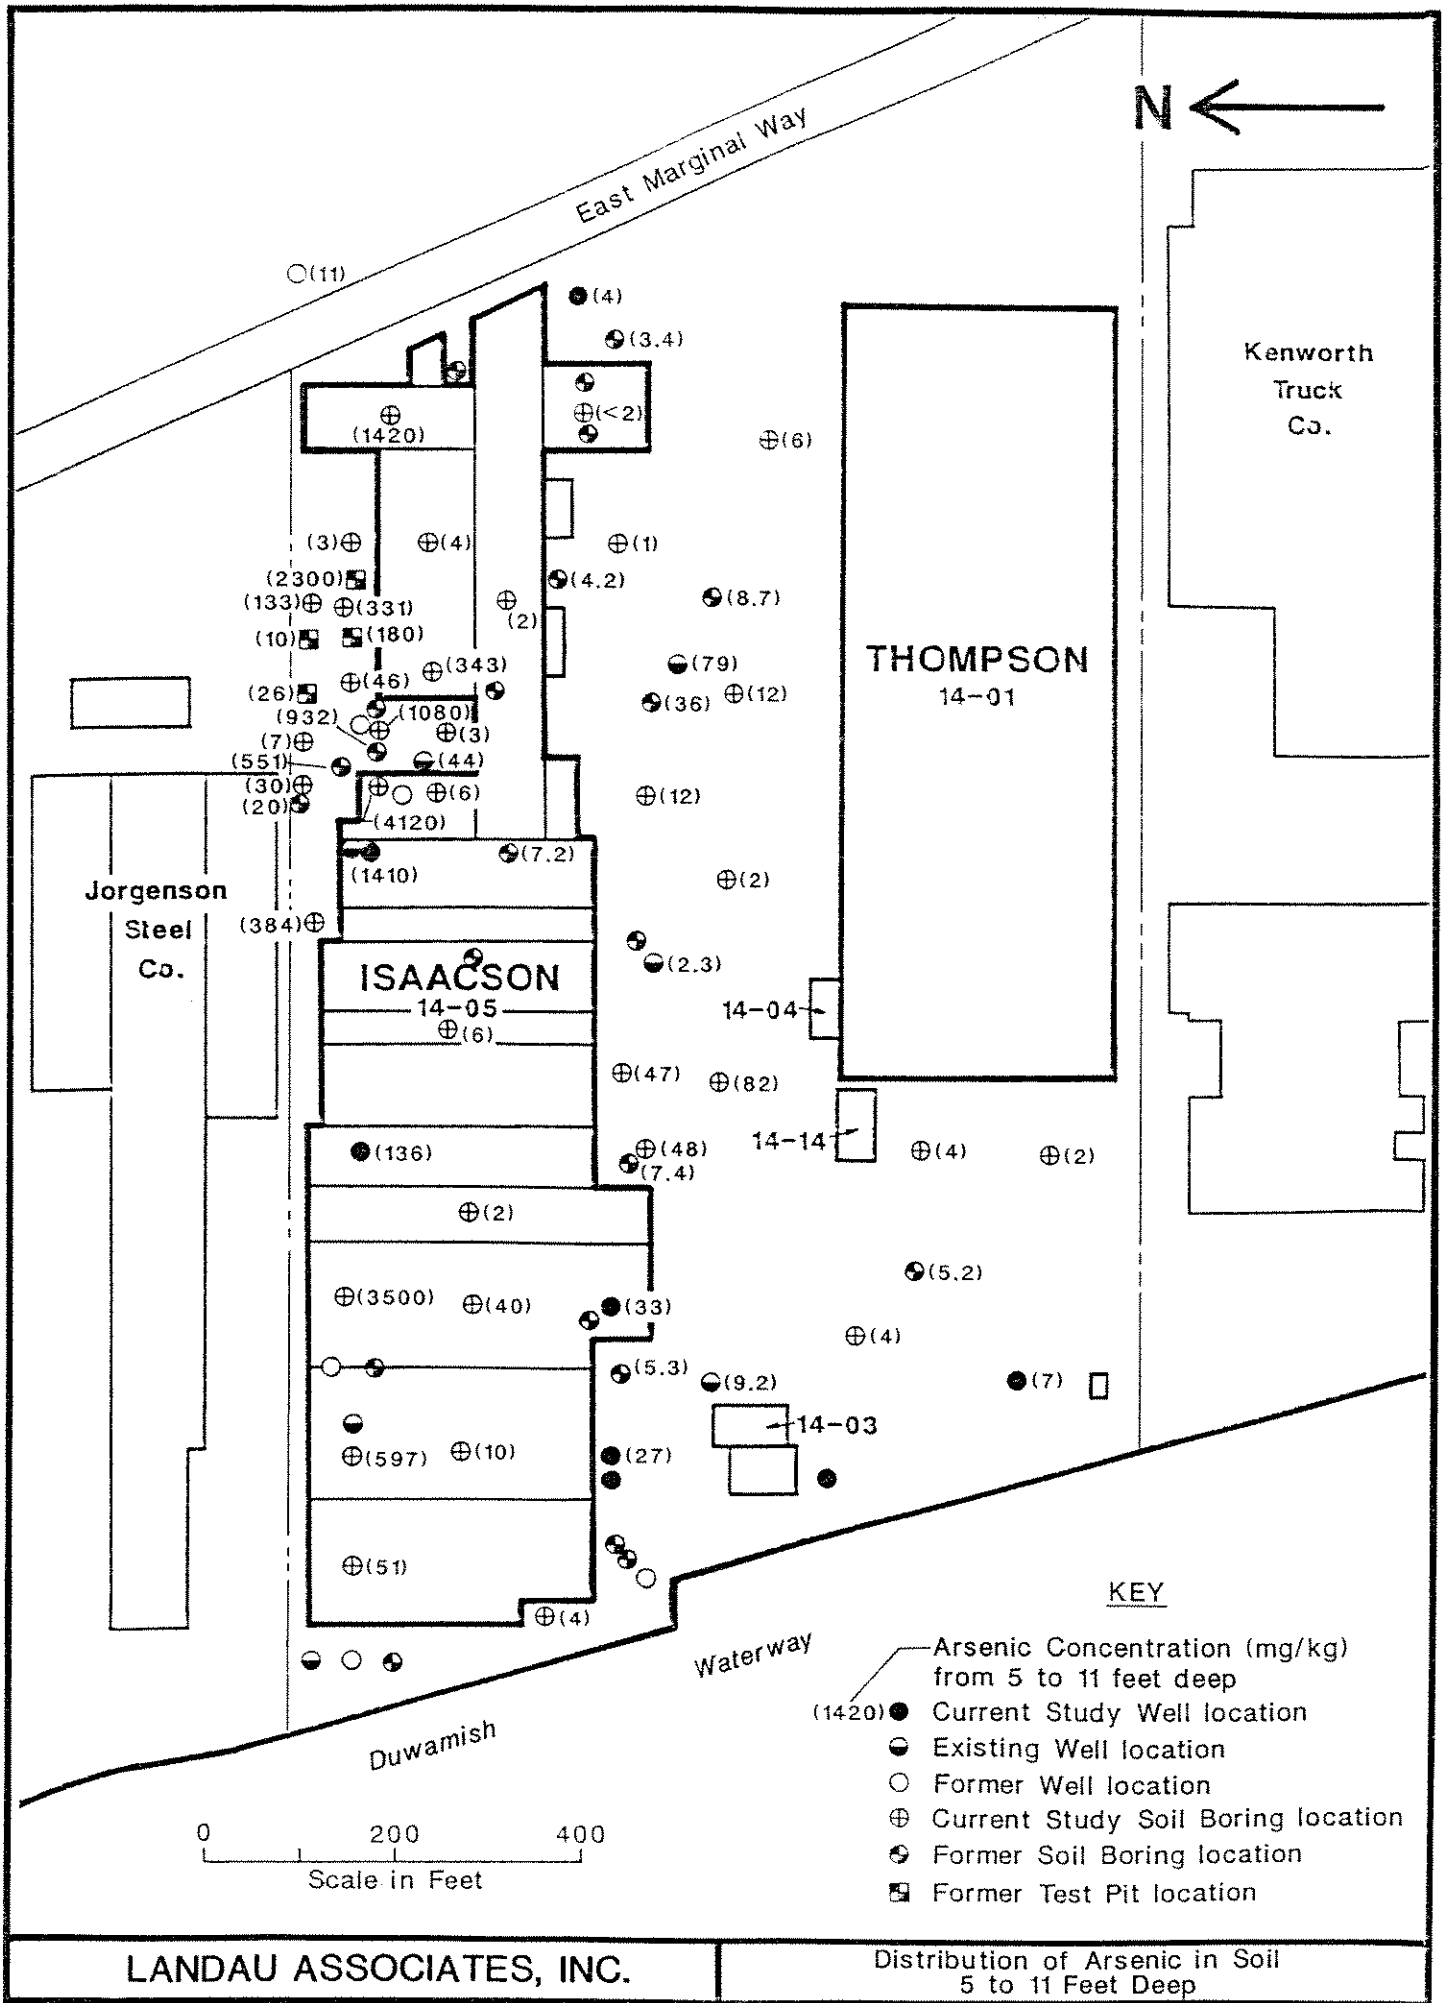 N
East Marginal Way
(11)
(4)
(3.4)
Kenworth
Truck
Co.
(<2)
(1420)
(6)
(3)
(4)
(1)
(2300)
(4.2)
(133)
(331)
(8.7)
(2)
(10)
(180)
THOMPSON
14-01
(343)
(79)
(46)
(26)
(36)
(12)
(932)
(1080)
(7)
(3)
(551)
(44)
(30)
(6)
(12)
(20)
(4120)
(7.2)
(1410)
(2)
Jorgenson
Steel
Co.
(384)
(2.3)
ISAACSON
14-05
14-04
(6)
(47)
(82)
14-14
(136)
(48)
(7.4)
(4)
(2)
(2)
(5.2)
(3500)
(40)
(33)
(4)
(5.3)
(9.2)
(7)
14-03
(597)
(10)
(27)
(51)
(4)
Duwamish
Waterway
KEY
Arsenic Concentration (mg/kg)
from 5 to 11 feet deep
(1420) Current Study Well location
Existing Well location
Former Well location
Current Study Soil Boring location
Former Soil Boring location
Former Test Pit location
0 200 400
Scale in Feet
LANDAU ASSOCIATES, INC.
Distribution of Arsenic in Soil
5 to 11 Feet Deep